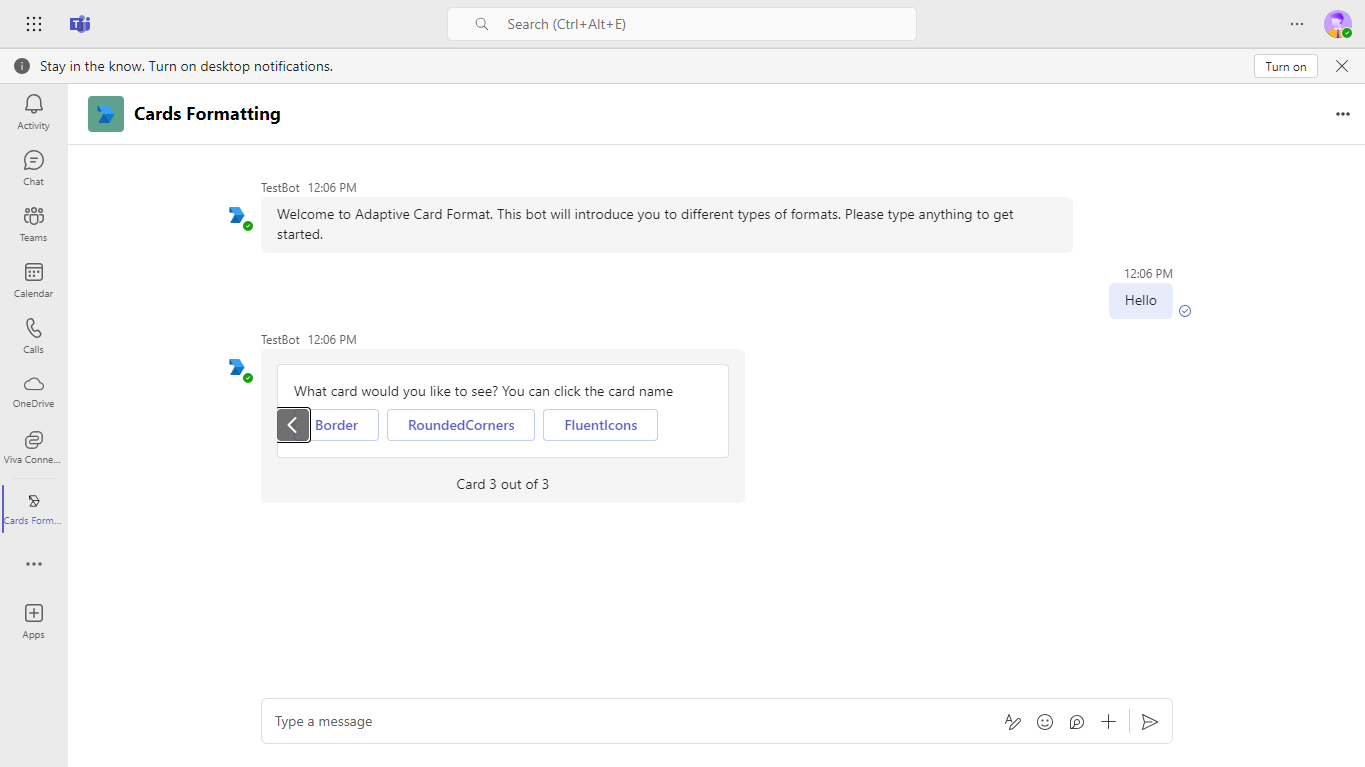 Search (Ctrl+Alt+E)
Stay in the know. Turn on desktop notifications.
Turn on
Activity
Chat
Teams
Calendar
Calls
OneDrive
Viva Conne...
Cards Form...
Apps
Cards Formatting
TestBot 12:06 PM
Welcome to Adaptive Card Format. This bot will introduce you to different types of formats. Please type anything to get
started.
12:06 PM
Hello
TestBot 12:06 PM
What card would you like to see? You can click the card name
Border RoundedCorners FluentIcons
Card 3 out of 3
Type a message